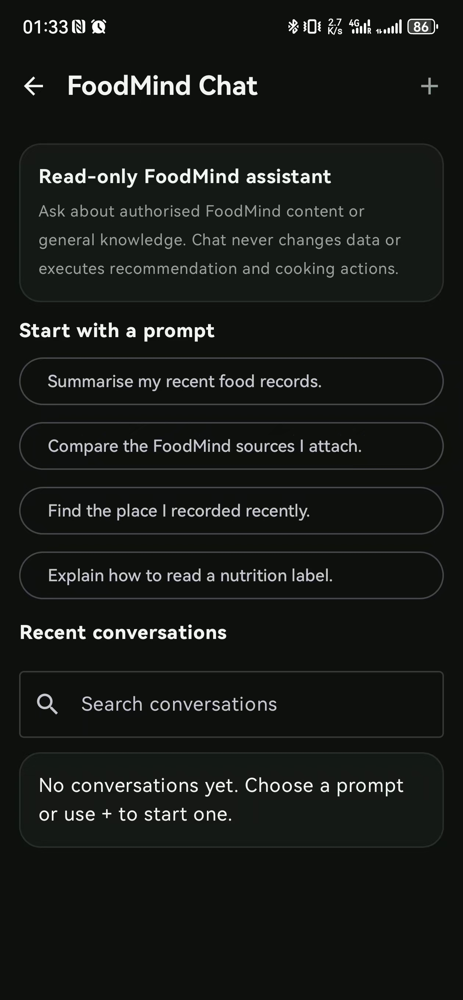 01:33
2.7
K/s
4G
R
86
FoodMind Chat
Read-only FoodMind assistant
Ask about authorised FoodMind content or
general knowledge. Chat never changes data or
executes recommendation and cooking actions.
Start with a prompt
Summarise my recent food records.
Compare the FoodMind sources I attach.
Find the place I recorded recently.
Explain how to read a nutrition label.
Recent conversations
Search conversations
No conversations yet. Choose a prompt
or use + to start one.